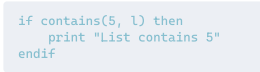 if contains(5, l) then
    print "List contains 5"
endif